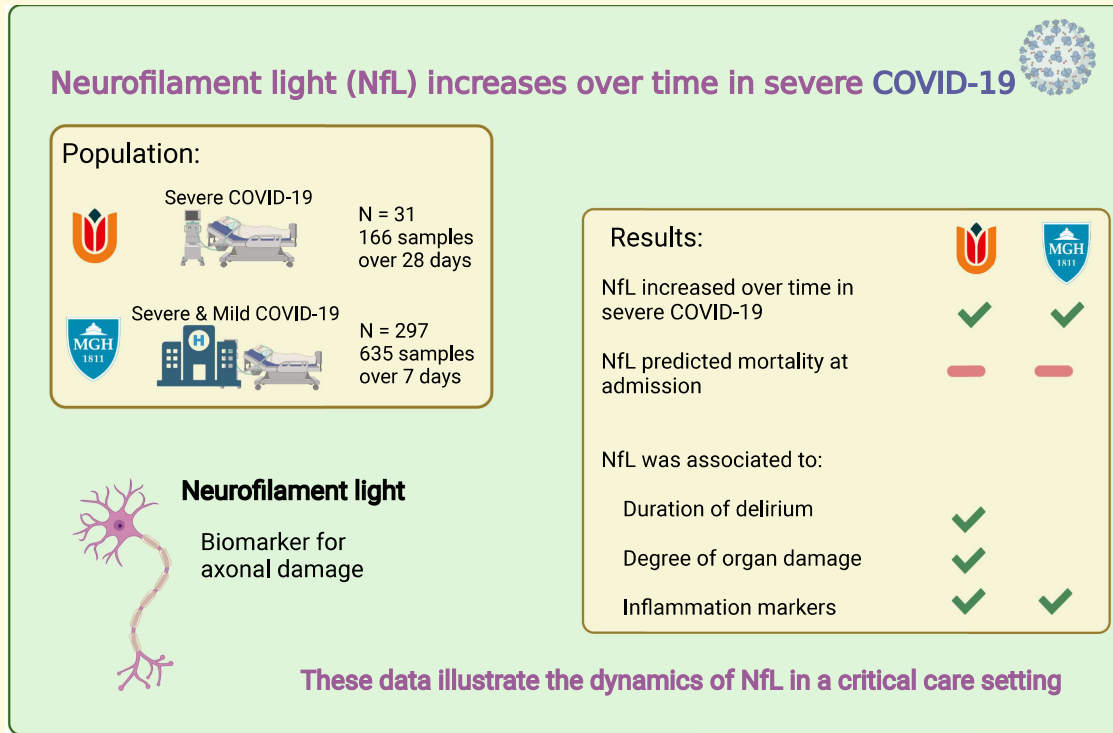 Neurofilament light (NfL) increases over time in severe COVID-19
Population:
Severe COVID-19
N = 31
166 samples
over 28 days
Severe & Mild COVID-19
MGH
1811
H
N = 297
635 samples
over 7 days
Neurofilament light
Biomarker for
axonal damage
Results:
MGH
1811
NfL increased over time in
severe COVID-19
NfL predicted mortality at
admission
NfL was associated to:
Duration of delirium
Degree of organ damage
Inflammation markers
These data illustrate the dynamics of NfL in a critical care setting